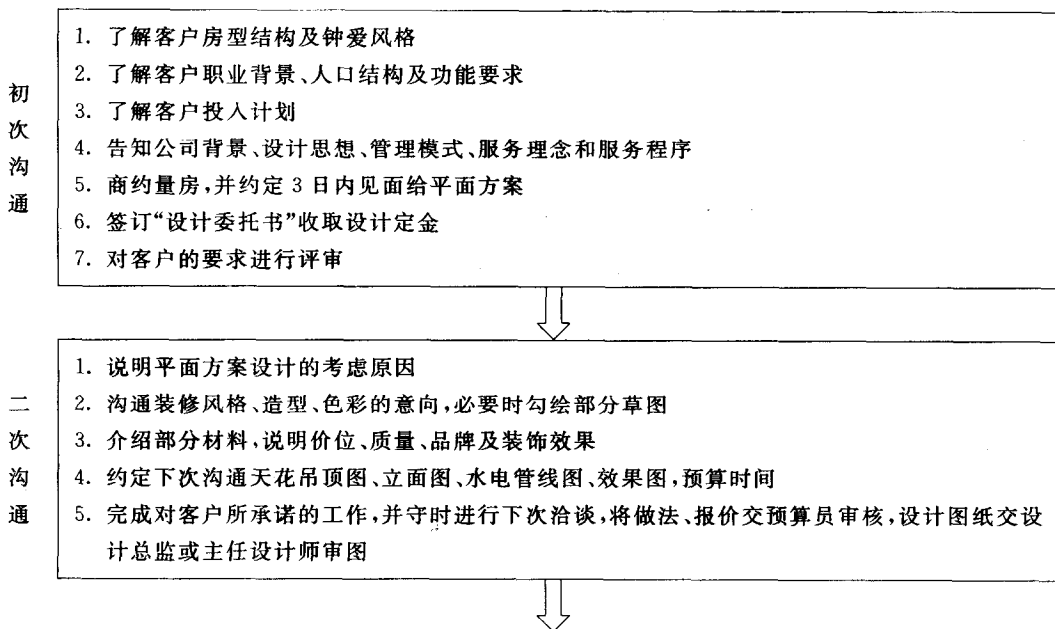 初次沟通
1. 了解客户房型结构及钟爱风格
2. 了解客户职业背景、人口结构及功能要求
3. 了解客户投入计划
4. 告知公司背景、设计思想、管理模式、服务理念和服务程序
5. 商约量房,并约定 3 日内见面给平面方案
6. 签订“设计委托书”收取设计定金
7. 对客户的要求进行评审
二次沟通
1. 说明平面方案设计的考虑原因
2. 沟通装修风格、造型、色彩的意向,必要时勾绘部分草图
3. 介绍部分材料,说明价位、质量、品牌及装饰效果
4. 约定下次沟通天花吊顶图、立面图、水电管线图、效果图,预算时间
5. 完成对客户所承诺的工作,并守时进行下次洽谈,将做法、报价交预算员审核,设计图纸交设
计总监或主任设计师审图